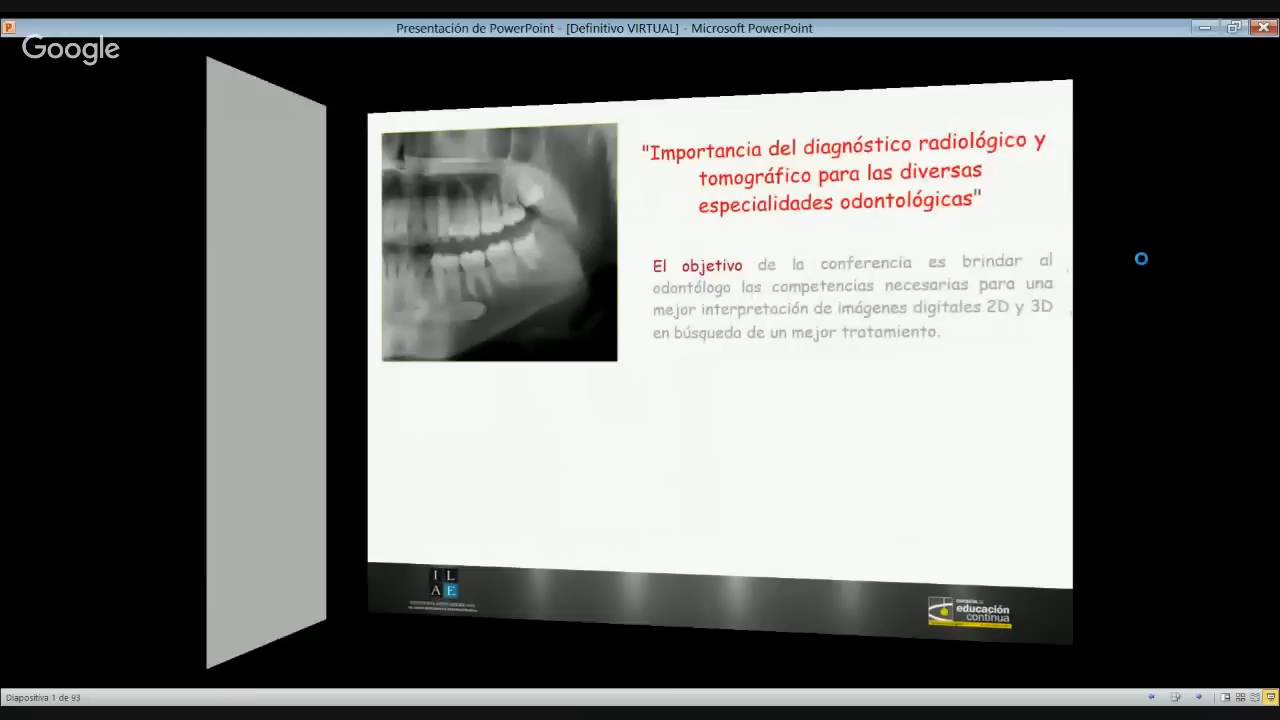 Presentación de PowerPoint - [Definitivo VIRTUAL] - Microsoft PowerPoint
Google
"Importancia del diagnóstico radiológico y
tomográfico para las diversas
especialidades odontológicas"
El objetivo de la conferencia es brindar al
odontólogo las competencias necesarias para una
mejor interpretación de imágenes digitales 2D y 3D
en búsqueda de un mejor tratamiento.
I L
A E
educación
continua
Diapositiva 1 de 93